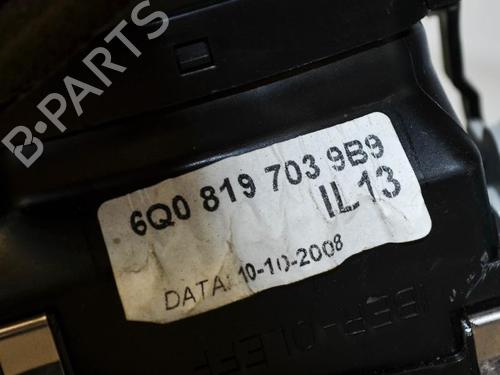 B-PARTS
6Q0 819 703 9B9
IL13
DATA: 10-10-2008